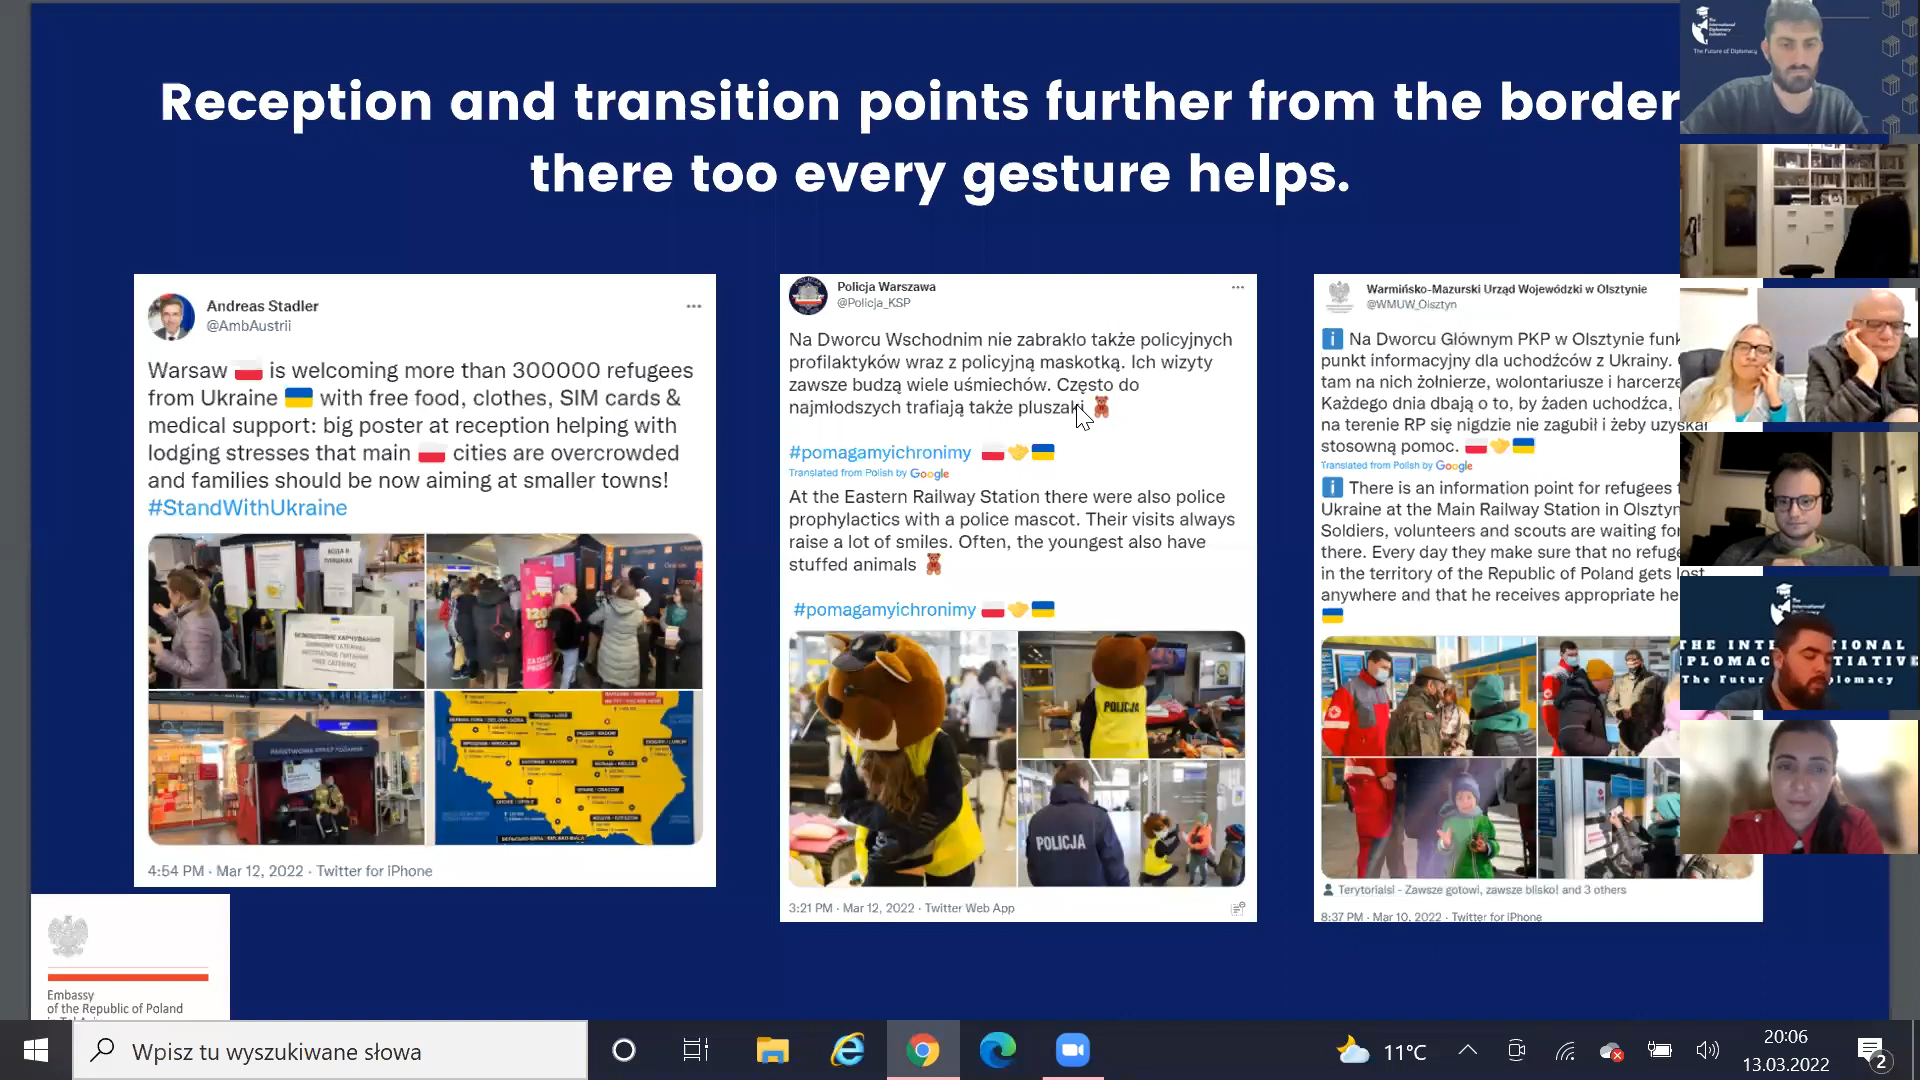 Reception and transition points further from the border
there too every gesture helps.
Andreas Stadler
@AmbAustrii
Warsaw is welcoming more than 300000 refugees
from Ukraine with free food, clothes, SIM cards &
medical support: big poster at reception helping with
lodging stresses that main cities are overcrowded
and families should be now aiming at smaller towns!
#StandWithUkraine
4:54 PM · Mar 12, 2022 · Twitter for iPhone
Policja Warszawa
@Policja_KSP
Na Dworcu Wschodnim nie zabrakło także policyjnych
profilaktyków wraz z policyjną maskotką. Ich wizyty
zawsze budzą wiele uśmiechów. Często do
najmłodszych trafiają także pluszaki
#pomagamyichronimy
Translated from Polish by Google
At the Eastern Railway Station there were also police
prophylactics with a police mascot. Their visits always
raise a lot of smiles. Often, the youngest also have
stuffed animals
#pomagamyichronimy
POLICJA
POLICJA
3:21 PM · Mar 12, 2022 · Twitter Web App
Warmińsko-Mazurski Urząd Wojewódzki w Olsztynie
@WMUW_Olsztyn
Na Dworcu Głównym PKP w Olsztynie
punkt informacyjny dla uchodźców z Ukrainy.
tam na nich żołnierze, wolontariusze i harcerze
Każdego dnia dbają o to, by żaden uchodźca,
na terenie RP się nigdzie nie zagubił i żeby uzyskał
stosowną pomoc.
Translated from Polish by Google
There is an information point for refugees
Ukraine at the Main Railway Station in Olsztyn
Soldiers, volunteers and scouts are waiting for
there. Every day they make sure that no
in the territory of the Republic of Poland gets lost
anywhere and that he receives appropriate
Terytorialsi - Zawsze gotowi, zawsze blisko! and 3 others
8:37 PM · Mar 10, 2022 · Twitter for iPhone
Embassy
of the Republic of Poland
The
International
Diplomacy
Initiative
The Future of Diplomacy
Wpisz tu wyszukiwane słowa
11°C
20:06
13.03.2022
2